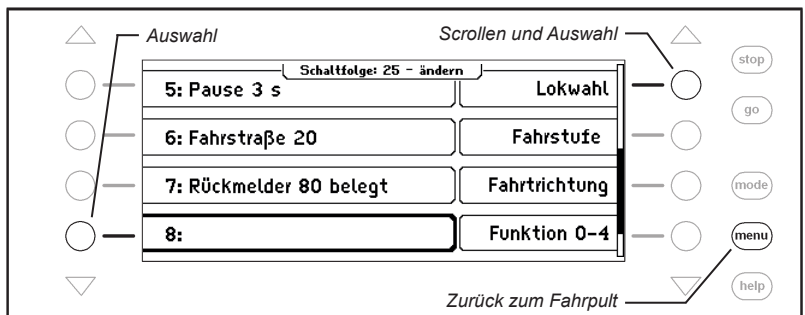 Auswahl
Scrollen und Auswahl
Schaltfolge: 25 - ändern
stop
5: Pause 3 s
Lokwahl
go
6: Fahrstraße 20
Fahrstufe
7: Rückmelder 80 belegt
Fahrtrichtung
mode
8:
Funktion 0-4
menu
help
Zurück zum Fahrpult